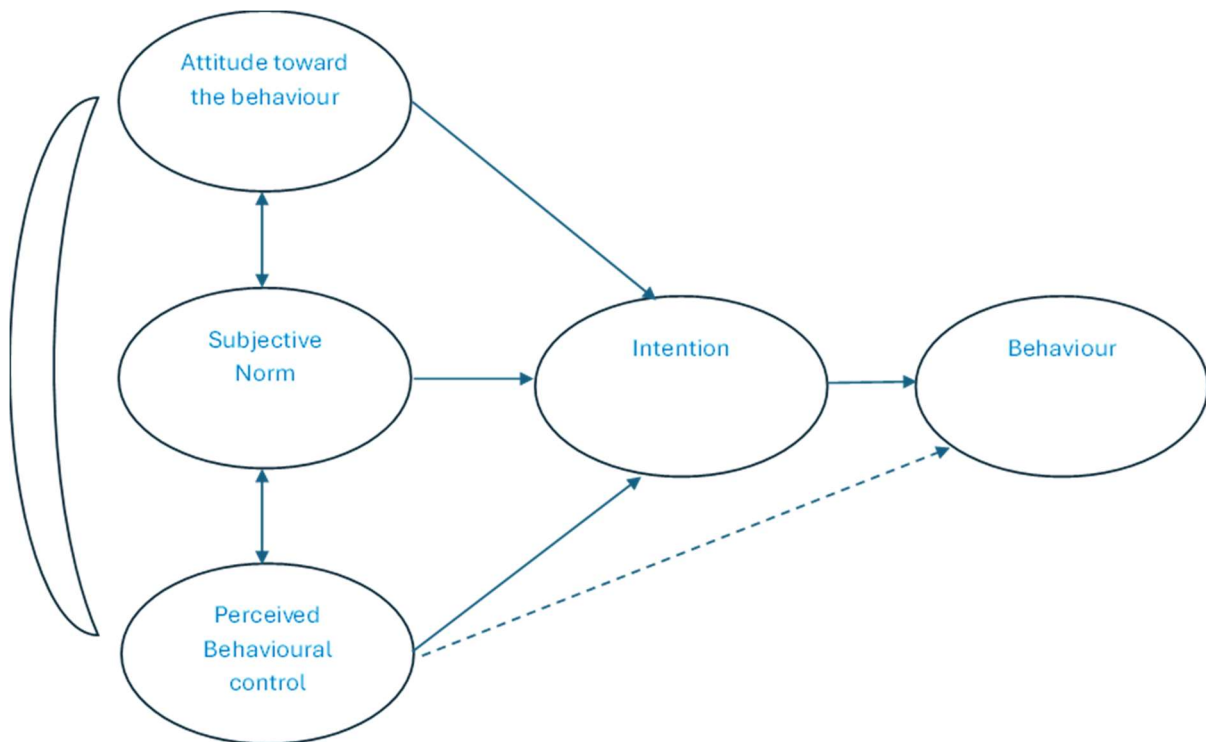 Attitude toward
the behaviour
Subjective
Norm
Intention
Behaviour
Perceived
Behavioural
control